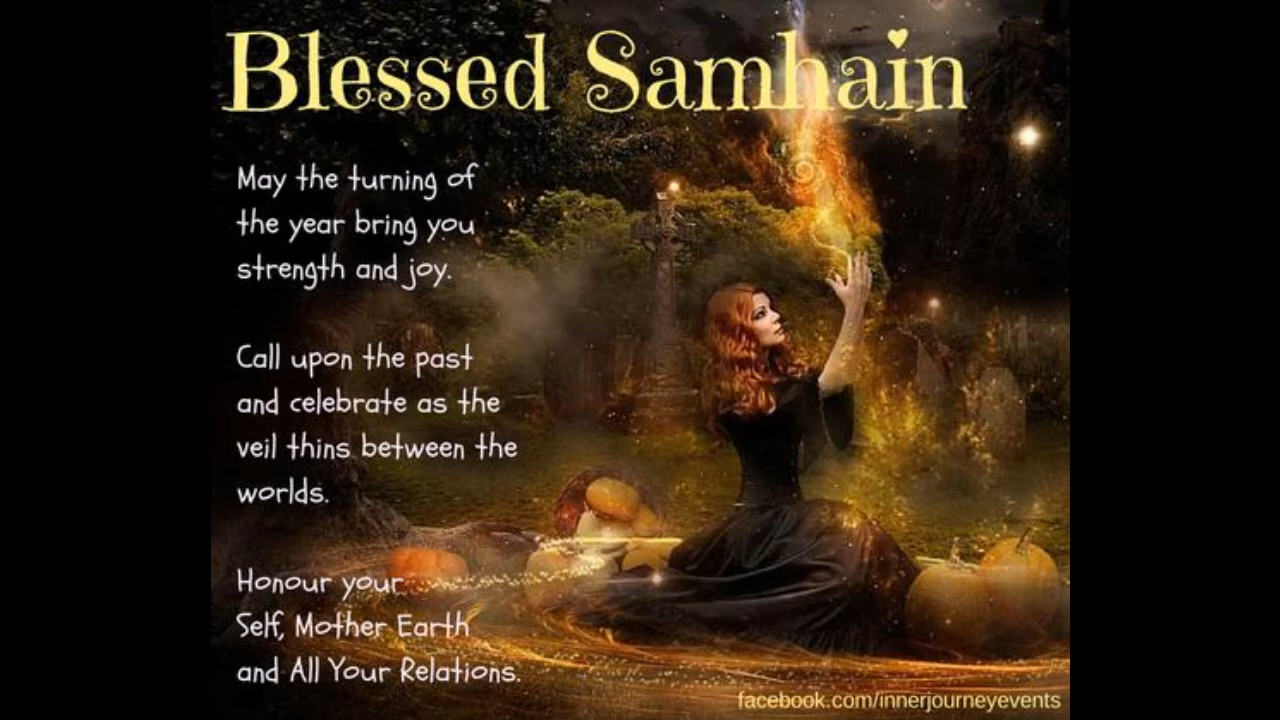 Blessed Samhain
May the turning of
the year bring you
strength and joy.
Call upon the past
and celebrate as the
veil thins between the
worlds.
Honour your
Self, Mother Earth
and All Your Relations.
facebook.com/innerjourneyevents